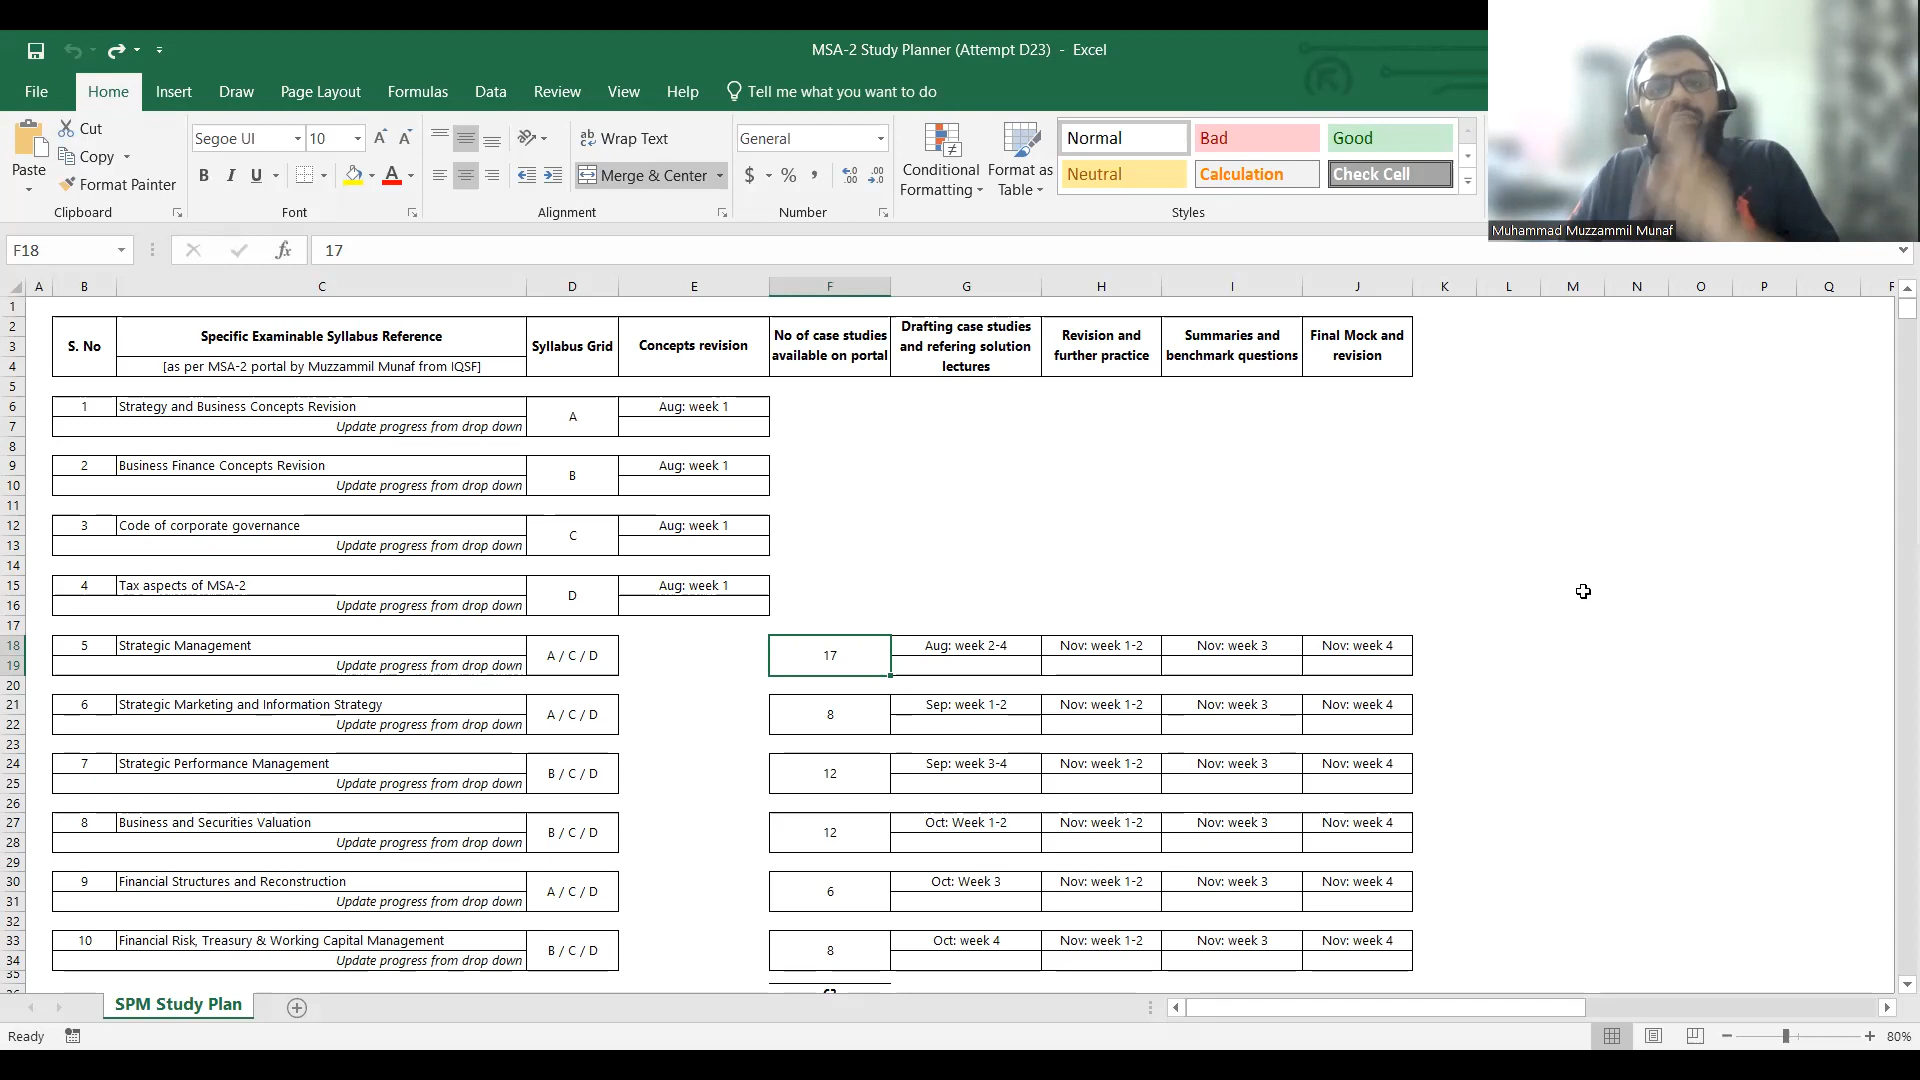 MSA-2 Study Planner (Attempt D23) - Excel
File Home Insert Draw Page Layout Formulas Data Review View Help Tell me what you want to do
Paste
Cut
Copy
Format Painter
Clipboard
Segoe UI 10
B I U
Font
Wrap Text
Merge & Center
Alignment
General
$ % ,
Number
Conditional Formatting
Format as Table
Normal Bad Good
Neutral Calculation Check Cell
Styles
Muhammad Muzzammil Munaf
F18 fx 17
A B C D E F G H I J K L M N O P Q
S. No
Specific Examinable Syllabus Reference
[as per MSA-2 portal by Muzzammil Munaf from IQSF]
Syllabus Grid
Concepts revision
No of case studies
available on portal
Drafting case studies
and refering solution
lectures
Revision and
further practice
Summaries and
benchmark questions
Final Mock and
revision
1 Strategy and Business Concepts Revision A Aug: week 1
Update progress from drop down
2 Business Finance Concepts Revision B Aug: week 1
Update progress from drop down
3 Code of corporate governance C Aug: week 1
Update progress from drop down
4 Tax aspects of MSA-2 D Aug: week 1
Update progress from drop down
5 Strategic Management A / C / D 17 Aug: week 2-4 Nov: week 1-2 Nov: week 3 Nov: week 4
Update progress from drop down
6 Strategic Marketing and Information Strategy A / C / D 8 Sep: week 1-2 Nov: week 1-2 Nov: week 3 Nov: week 4
Update progress from drop down
7 Strategic Performance Management B / C / D 12 Sep: week 3-4 Nov: week 1-2 Nov: week 3 Nov: week 4
Update progress from drop down
8 Business and Securities Valuation B / C / D 12 Oct: Week 1-2 Nov: week 1-2 Nov: week 3 Nov: week 4
Update progress from drop down
9 Financial Structures and Reconstruction A / C / D 6 Oct: Week 3 Nov: week 1-2 Nov: week 3 Nov: week 4
Update progress from drop down
10 Financial Risk, Treasury & Working Capital Management B / C / D 8 Oct: week 4 Nov: week 1-2 Nov: week 3 Nov: week 4
Update progress from drop down
SPM Study Plan
Ready
80%